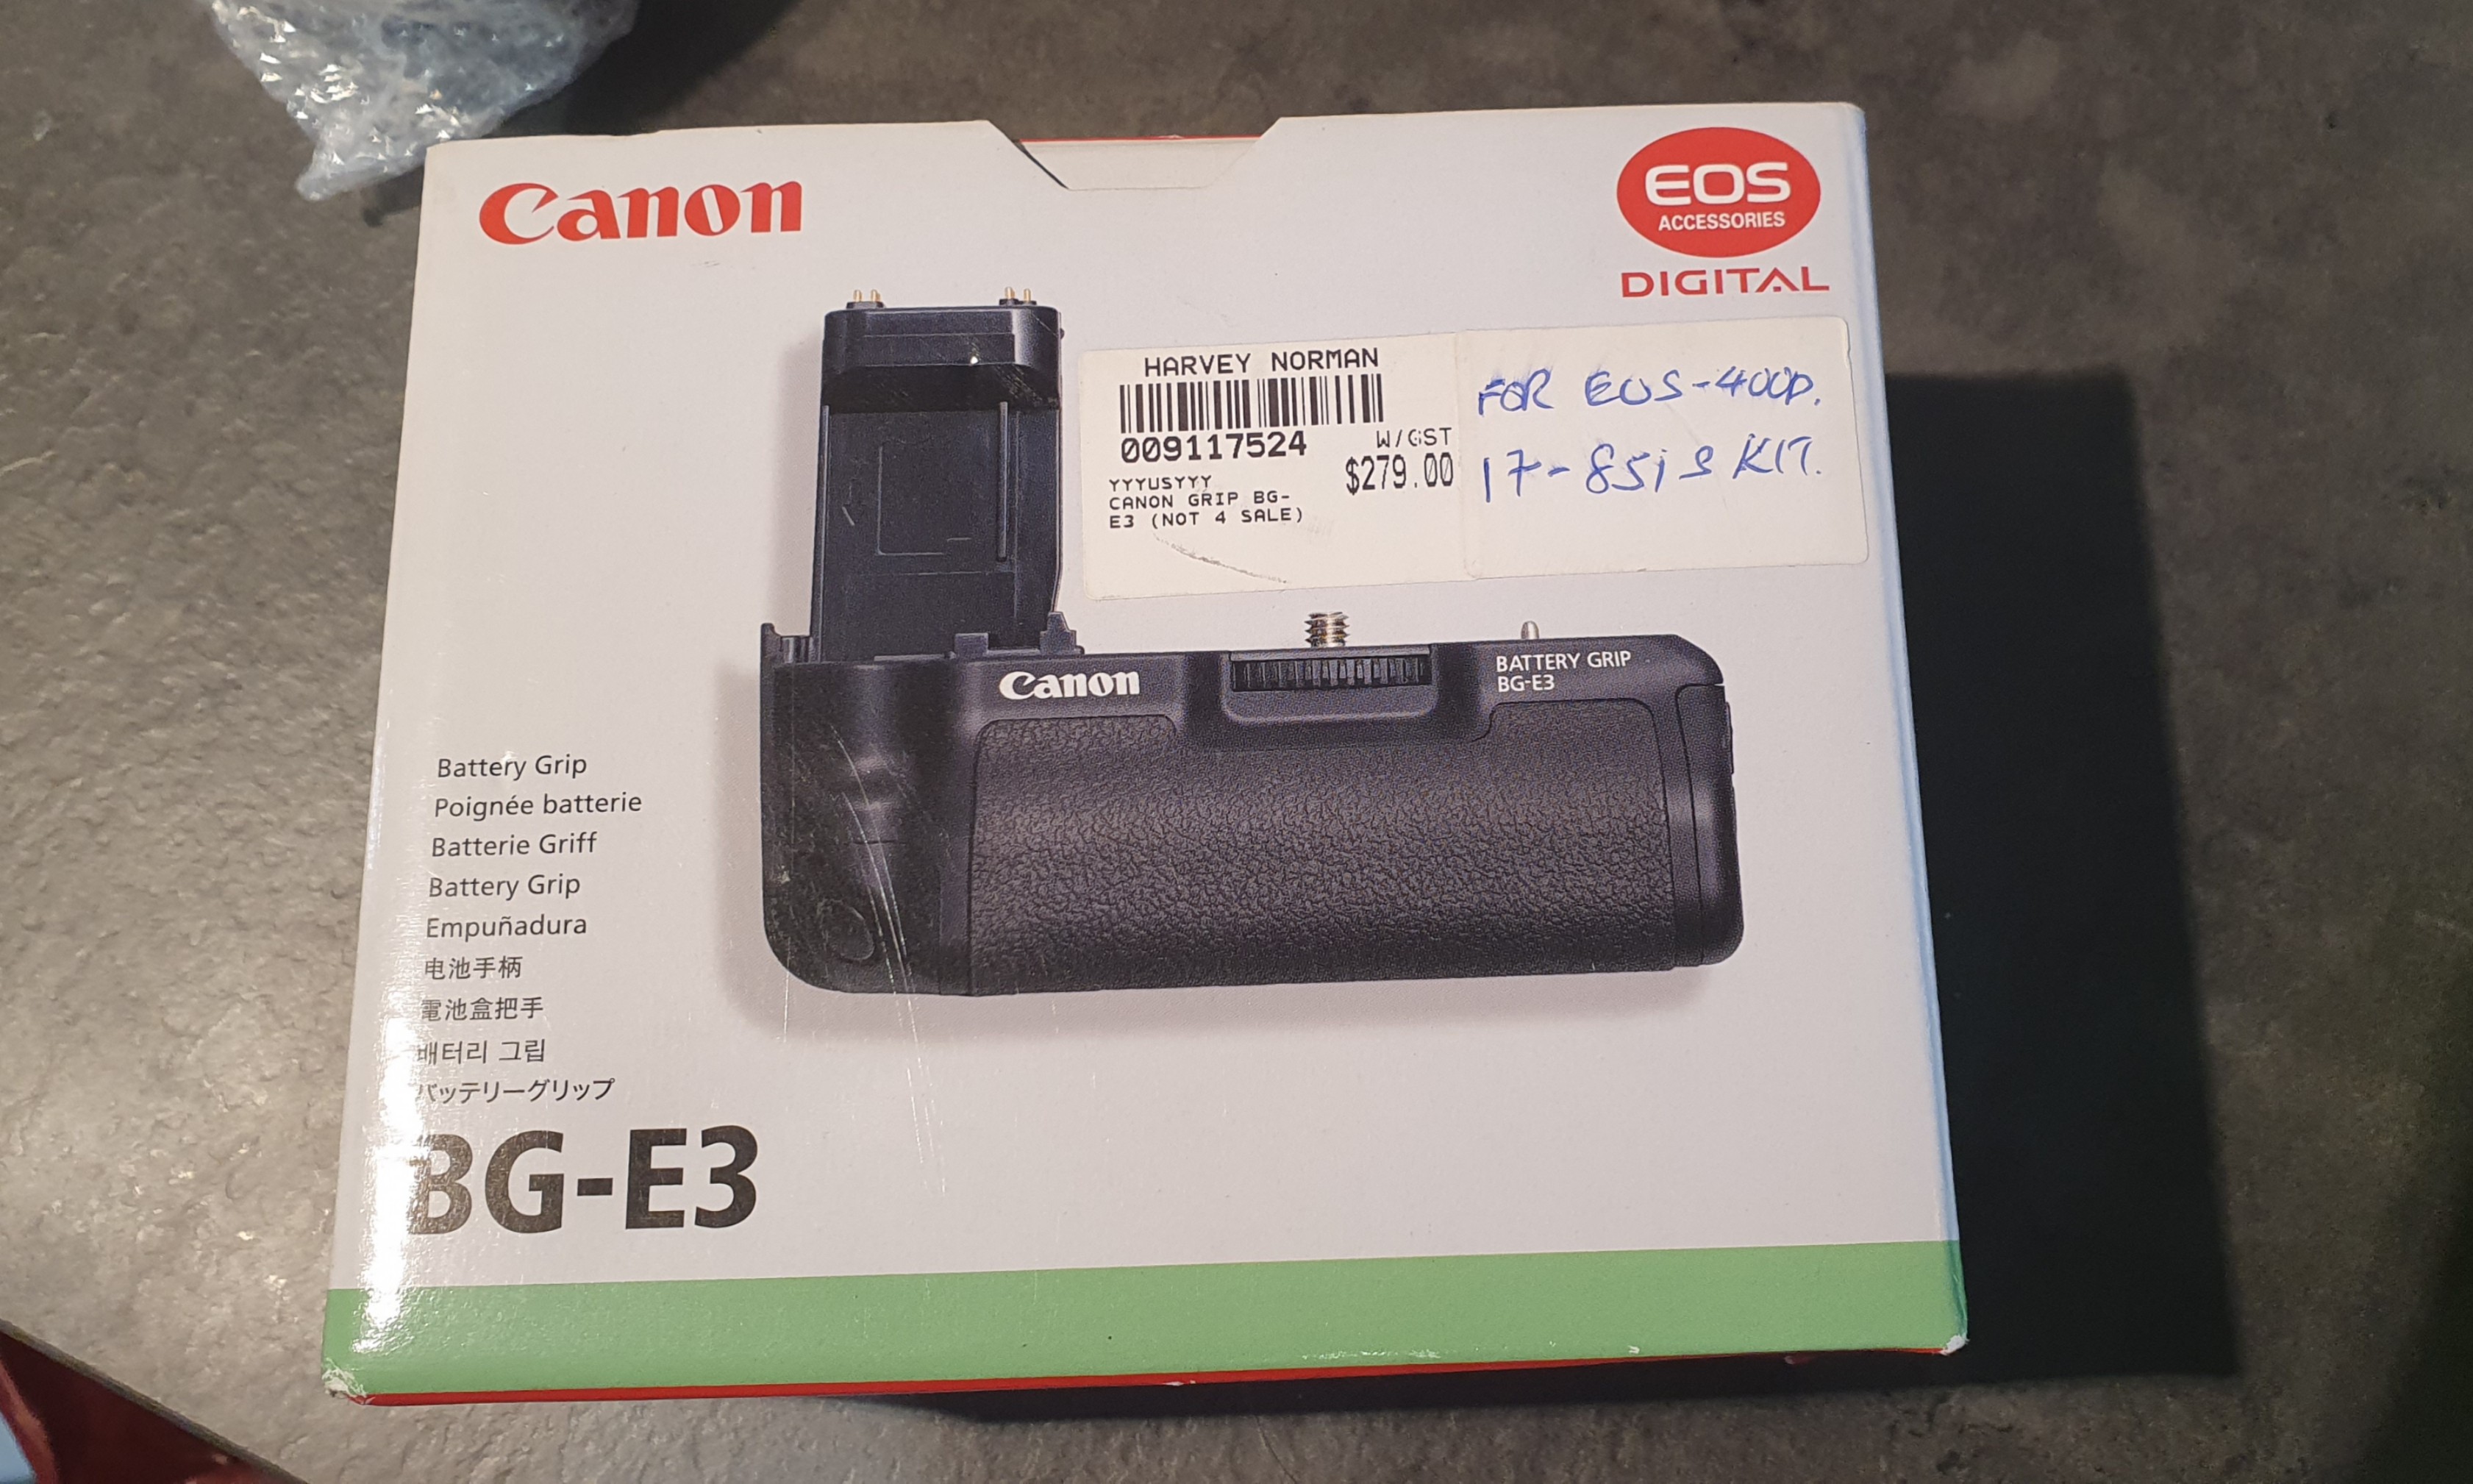 Canon
EOS
ACCESSORIES
DIGITAL
HARVEY NORMAN
009117524
W/GST
$279.00
YYYUSYYY
CANON GRIP BG-
E3 (NOT 4 SALE)
FOR EOS-400D.
17-85is KIT.
Canon
BATTERY GRIP
BG-E3
Battery Grip
Poignée batterie
Batterie Griff
Battery Grip
Empuñadura
电池手柄
電池盒把手
배터리 그립
バッテリーグリップ
BG-E3